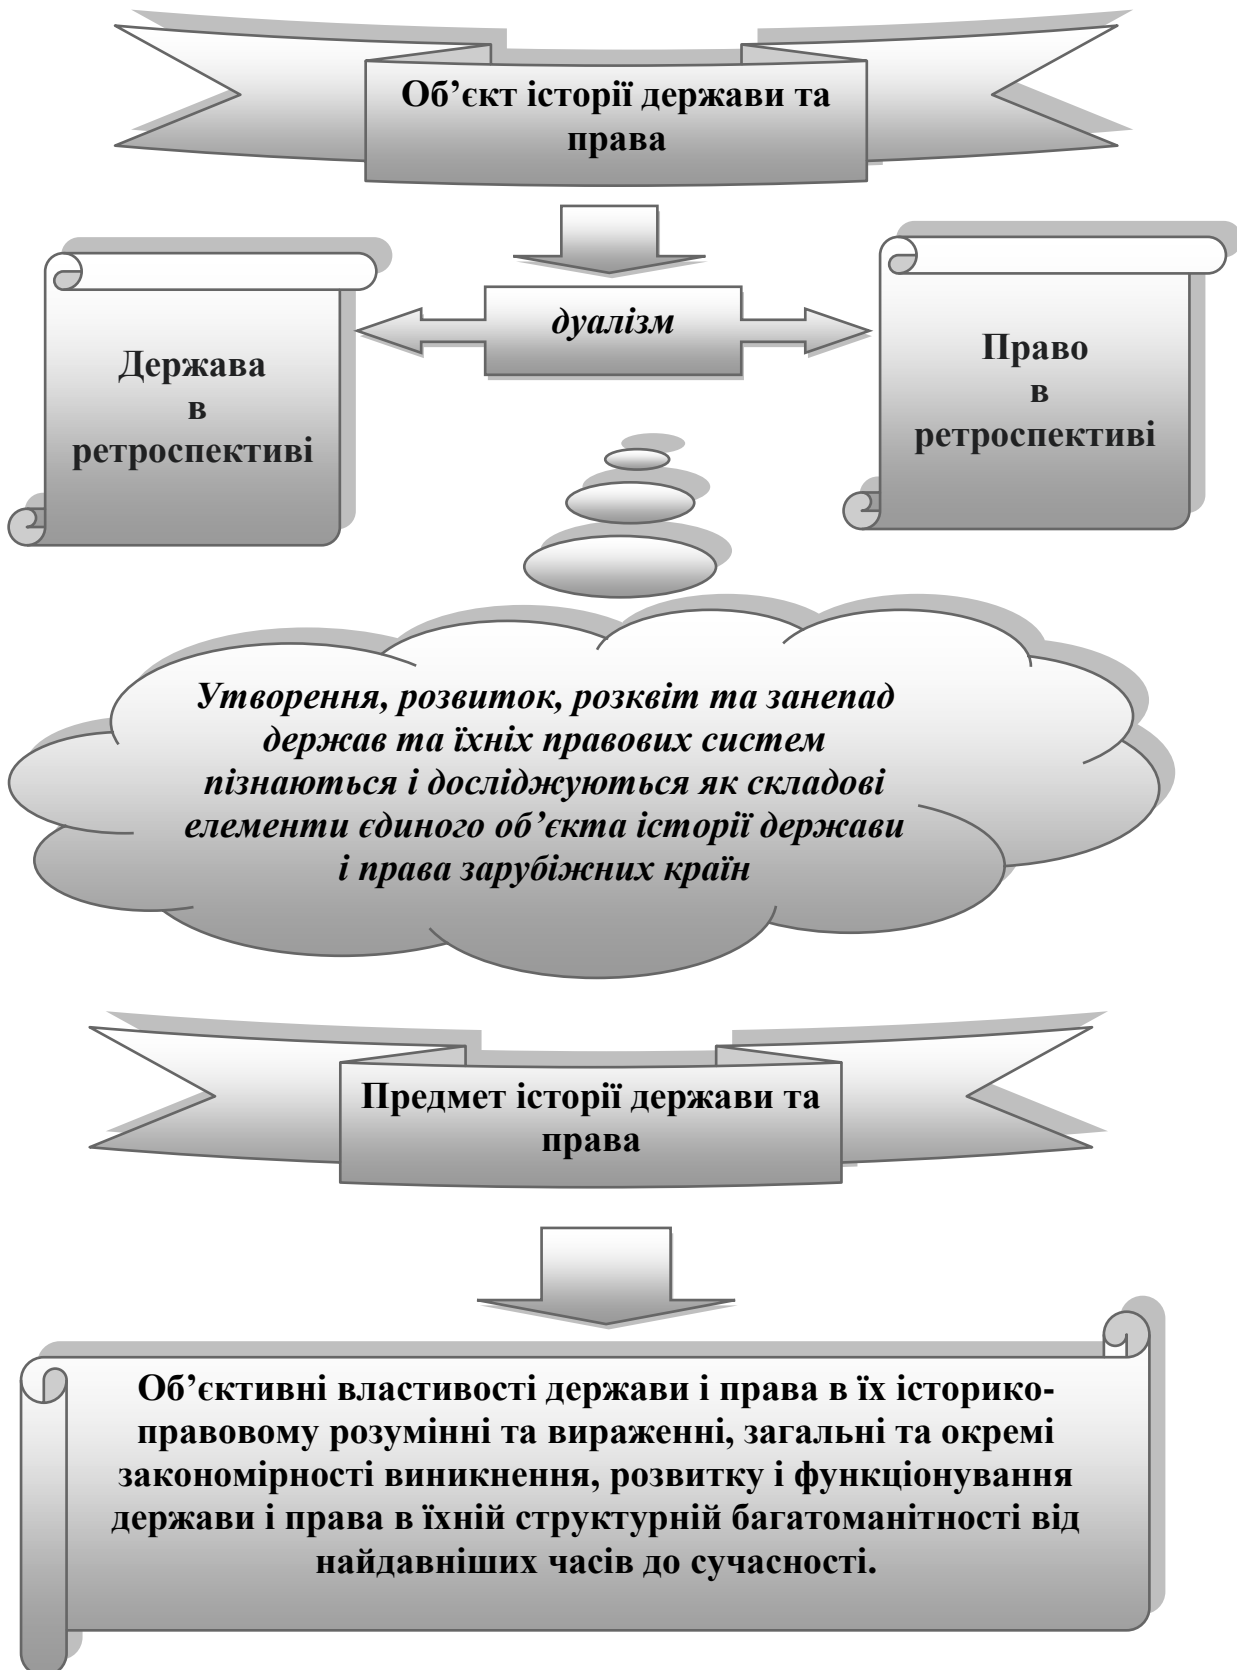 Об’єкт історії держави та
права
дуалізм
Держава
в
ретроспективі
Право
в
ретроспективі
Утворення, розвиток, розквіт та занепад
держав та їхніх правових систем
пізнаються і досліджуються як складові
елементи єдиного об’єкта історії держави
і права зарубіжних країн
Предмет історії держави та
права
Об’єктивні властивості держави і права в їх історико-
правовому розумінні та вираженні, загальні та окремі
закономірності виникнення, розвитку і функціонування
держави і права в їхній структурній багатоманітності від
найдавніших часів до сучасності.